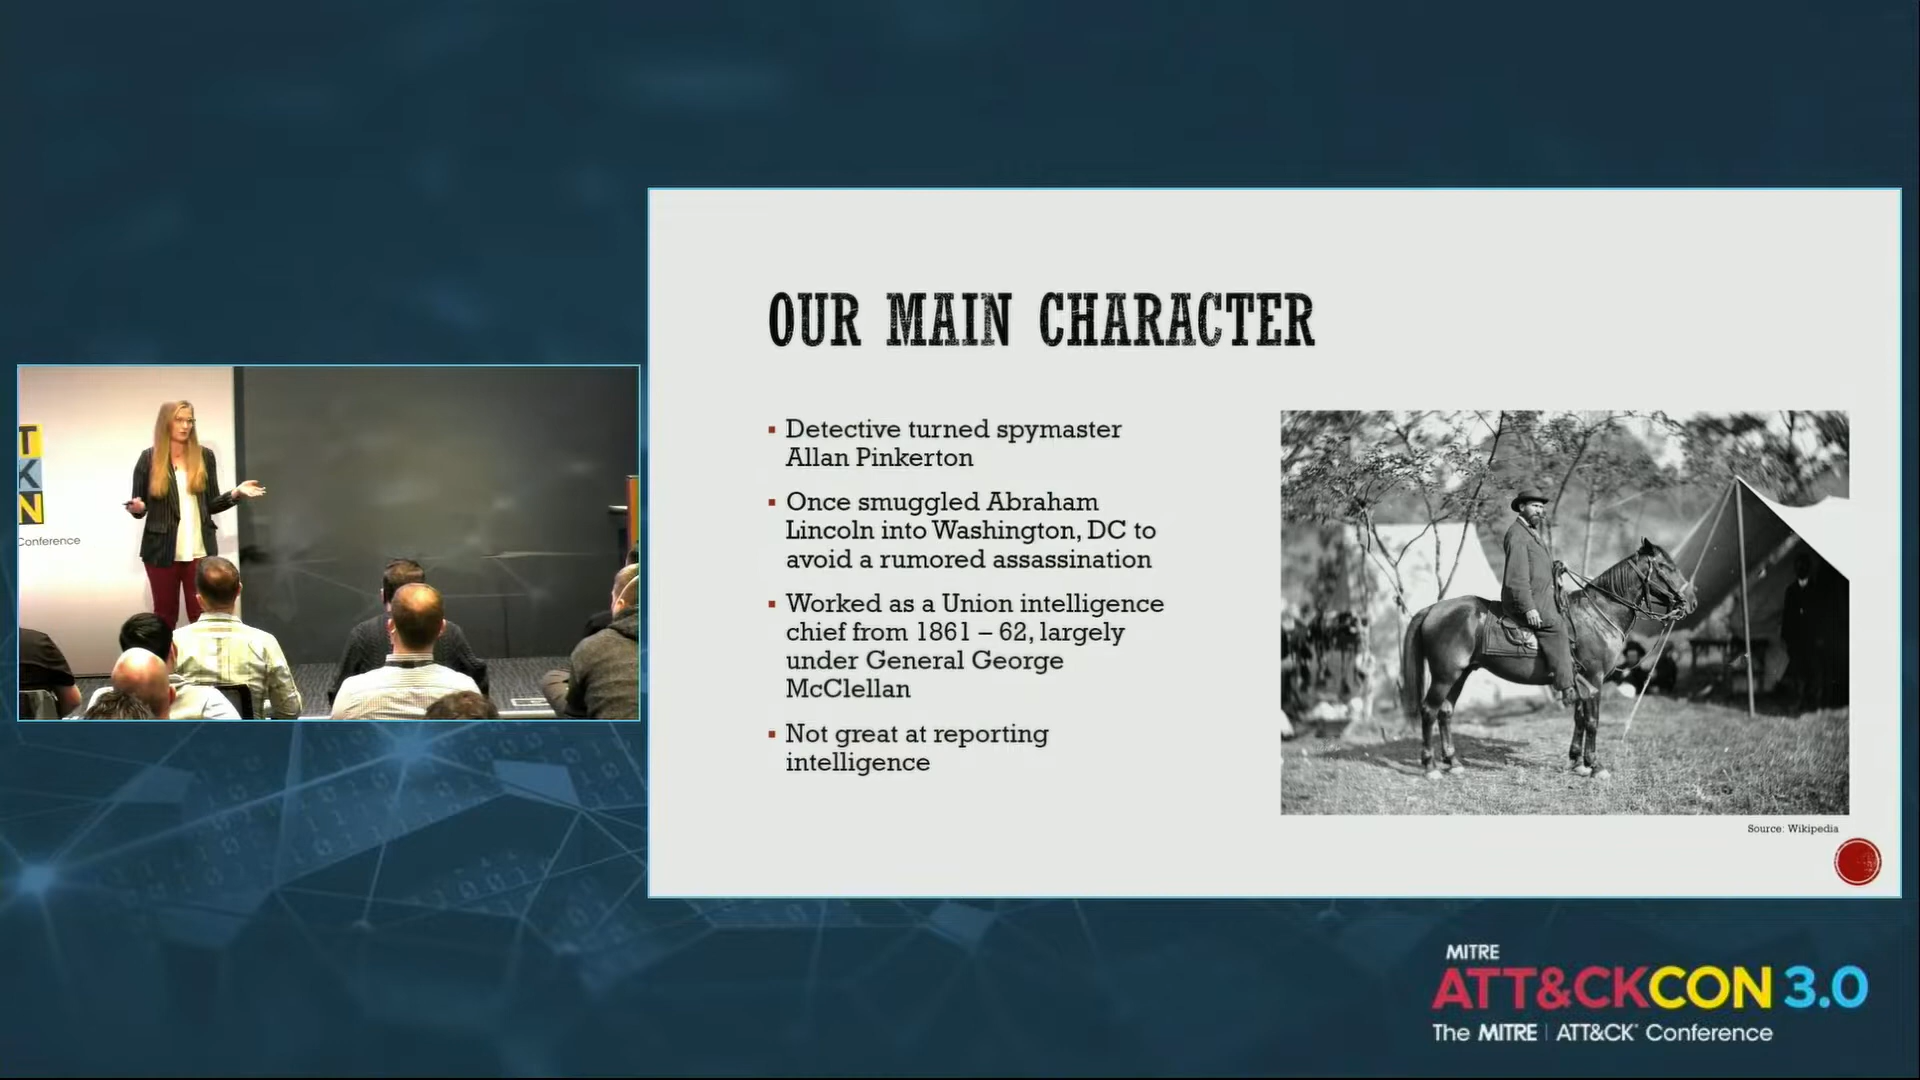 OUR MAIN CHARACTER
Detective turned spymaster
Allan Pinkerton
Once smuggled Abraham
Lincoln into Washington, DC to
avoid a rumored assassination
Worked as a Union intelligence
chief from 1861 – 62, largely
under General George
McClellan
Not great at reporting
intelligence
Source: Wikipedia
T
K
N
Conference
MITRE
ATT&CKCON 3.0
The MITRE | ATT&CK® Conference